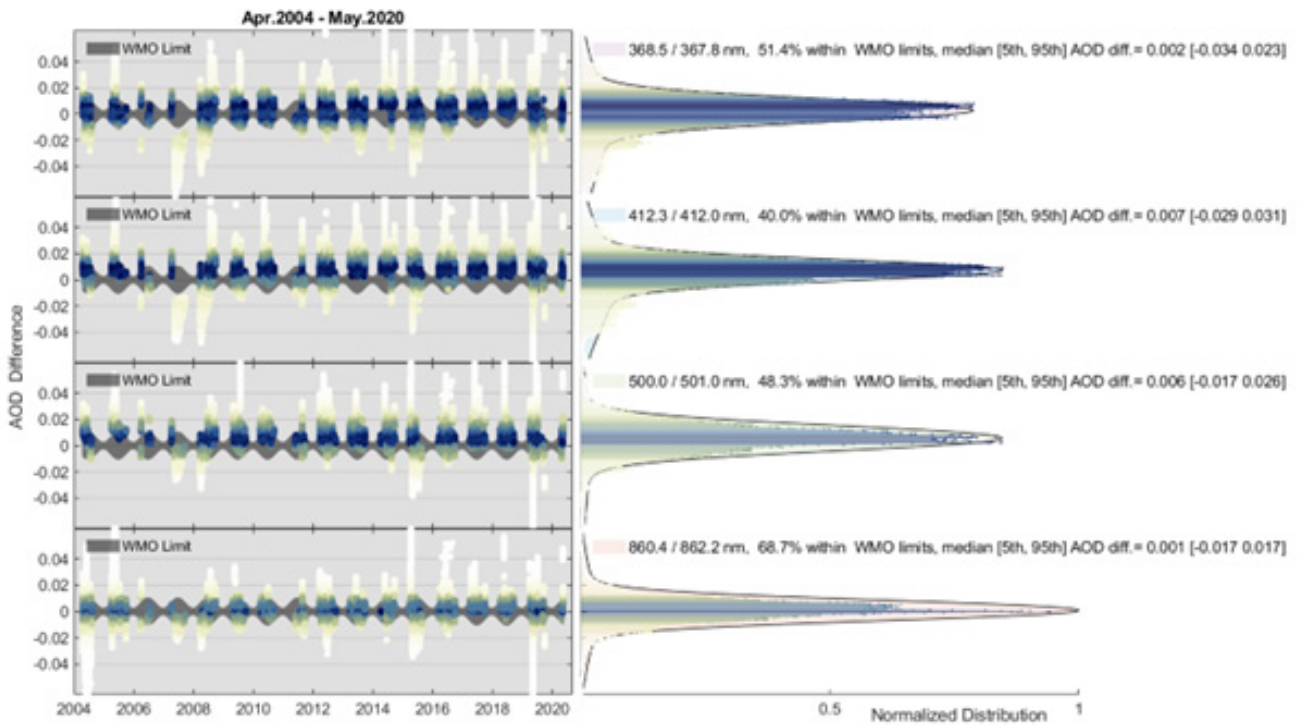 Apr.2004 - May.2020
WMO Limit
368.5 / 367.8 nm, 51.4% within WMO limits, median [5th, 95th] AOD diff.= 0.002 [-0.034 0.023]
0.04
0.02
0
-0.02
-0.04
WMO Limit
412.3 / 412.0 nm, 40.0% within WMO limits, median [5th, 95th] AOD diff.= 0.007 [-0.029 0.031]
0.04
0.02
0
-0.02
-0.04
AOD Difference
WMO Limit
500.0 / 501.0 nm, 48.3% within WMO limits, median [5th, 95th] AOD diff.= 0.006 [-0.017 0.026]
0.04
0.02
0
-0.02
-0.04
WMO Limit
860.4 / 862.2 nm, 68.7% within WMO limits, median [5th, 95th] AOD diff.= 0.001 [-0.017 0.017]
0.04
0.02
0
-0.02
-0.04
2004 2006 2008 2010 2012 2014 2016 2018 2020
0.5 1
Normalized Distribution